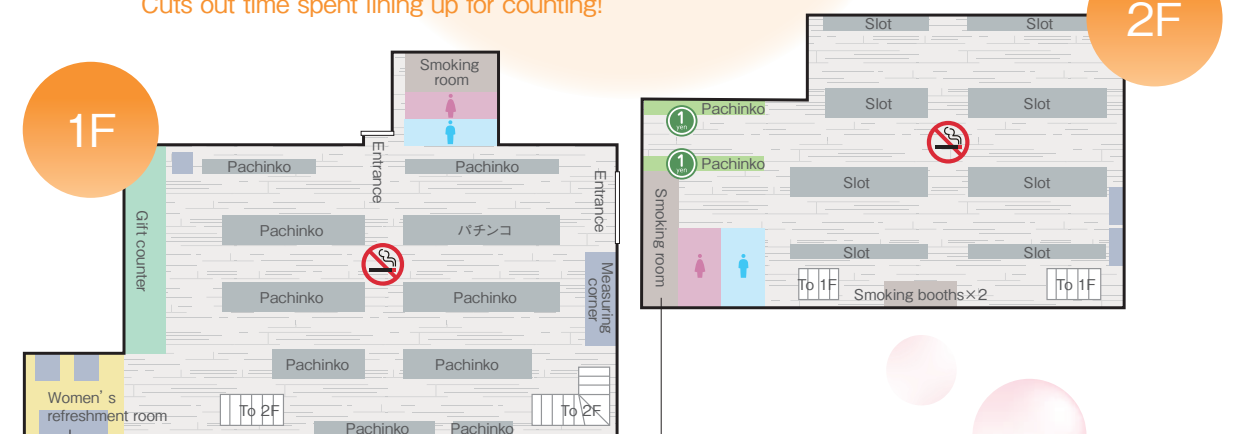 Cuts out time spent lining up for counting!
1F
Smoking
room
Entrance
Pachinko
Pachinko
Entrance
Gift counter
Pachinko
パチンコ
Measuring
corner
Pachinko
Pachinko
Pachinko
Pachinko
Women's
refreshment room
To 2F
To 2F
Pachinko
Pachinko
2F
Slot
Slot
1
yen
Pachinko
Slot
Slot
1
yen
Pachinko
Slot
Slot
Smoking room
Slot
Slot
To 1F
Smoking booths×2
To 1F